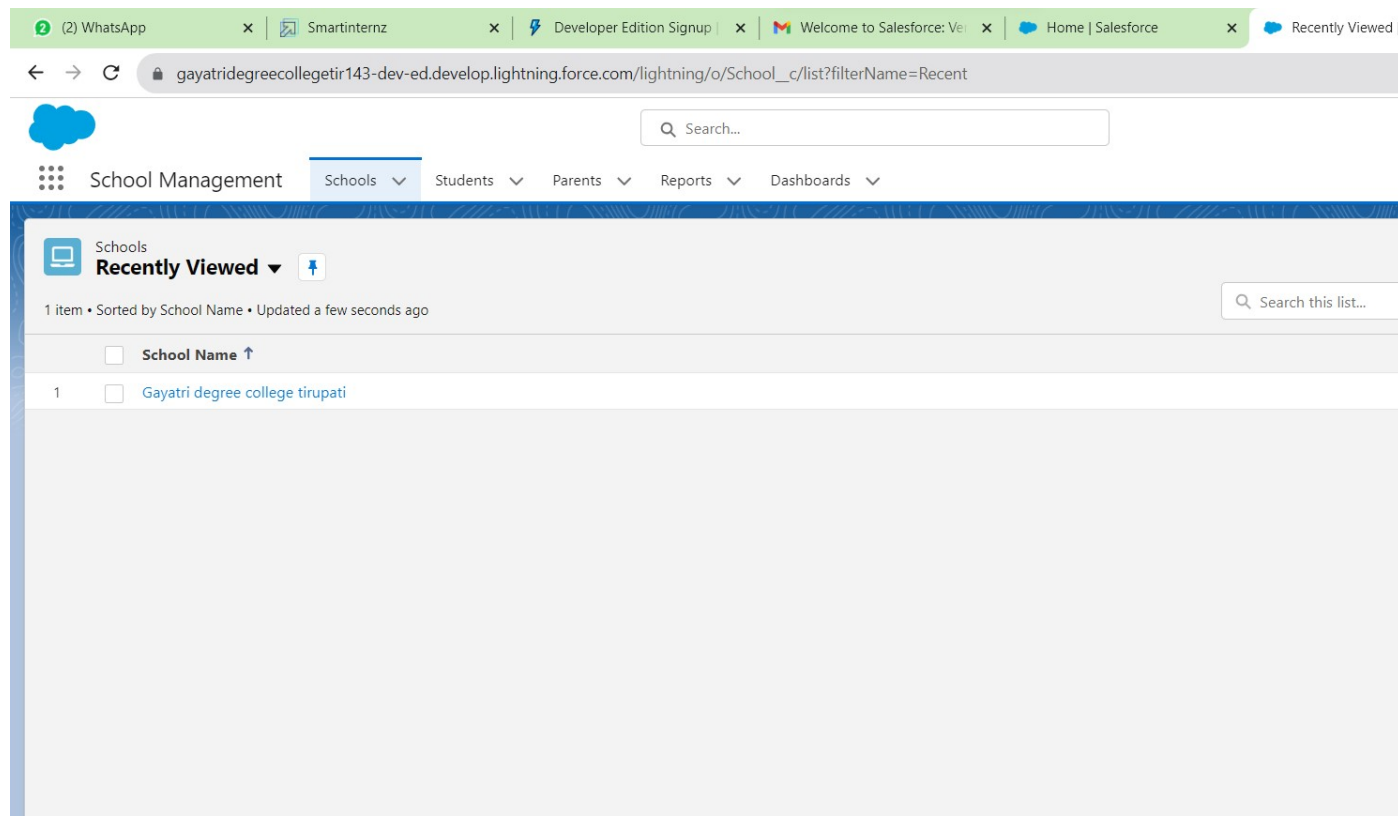 2 (2) WhatsApp Smartinternz Developer Edition Signup | Welcome to Salesforce: Ve Home | Salesforce Recently Viewed |
gayatridegreecollegetir143-dev-ed.develop.lightning.force.com/lightning/o/School__c/list?filterName=Recent
Search...
School Management Schools Students Parents Reports Dashboards
Schools
Recently Viewed
1 item • Sorted by School Name • Updated a few seconds ago
Search this list...
School Name ↑
1 Gayatri degree college tirupati